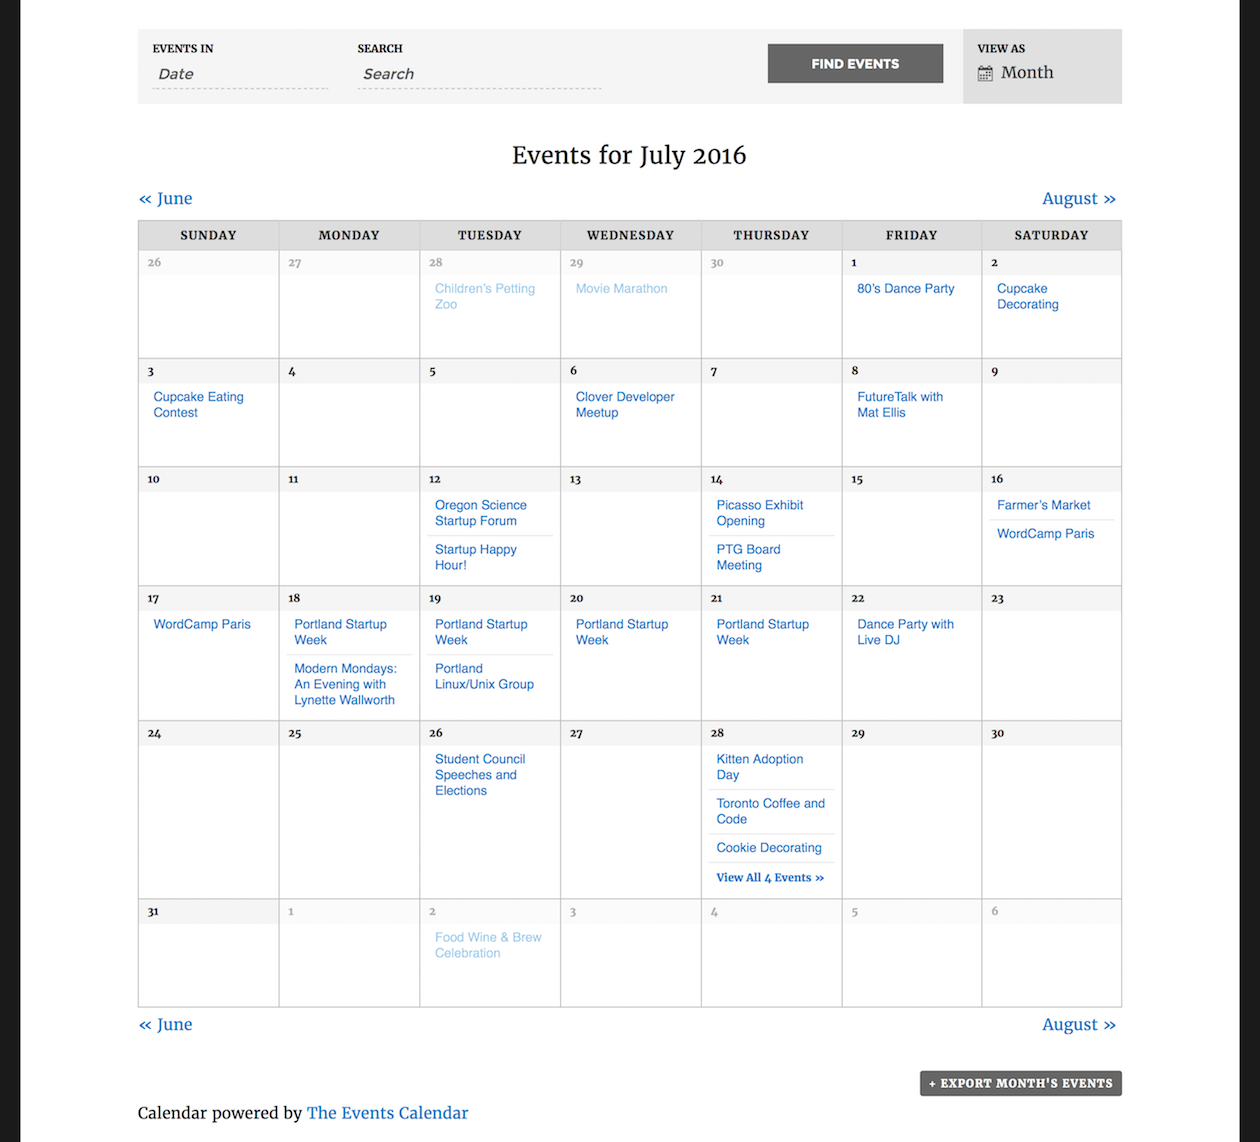 EVENTS IN
Date
SEARCH
Search
FIND EVENTS
VIEW AS
Month
Events for July 2016
« June
August »
SUNDAY MONDAY TUESDAY WEDNESDAY THURSDAY FRIDAY SATURDAY
26
27
28
Children's Petting
Zoo
29
Movie Marathon
30
1
80's Dance Party
2
Cupcake
Decorating
3
Cupcake Eating
Contest
4
5
6
Clover Developer
Meetup
7
8
FutureTalk with
Mat Ellis
9
10
11
12
Oregon Science
Startup Forum
Startup Happy
Hour!
13
14
Picasso Exhibit
Opening
PTG Board
Meeting
15
16
Farmer's Market
WordCamp Paris
17
WordCamp Paris
18
Portland Startup
Week
Modern Mondays:
An Evening with
Lynette Wallworth
19
Portland Startup
Week
Portland
Linux/Unix Group
20
Portland Startup
Week
21
Portland Startup
Week
22
Dance Party with
Live DJ
23
24
25
26
Student Council
Speeches and
Elections
27
28
Kitten Adoption
Day
Toronto Coffee and
Code
Cookie Decorating
View All 4 Events »
29
30
31
1
2
Food Wine & Brew
Celebration
3
4
5
6
« June
August »
+ EXPORT MONTH'S EVENTS
Calendar powered by The Events Calendar